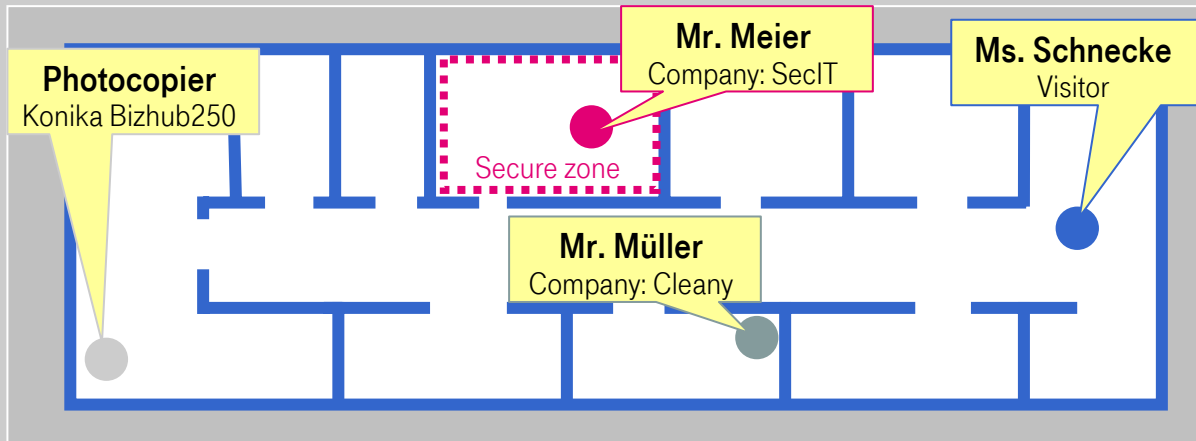 Photocopier
Konika Bizhub250
Mr. Meier
Company: SecIT
Ms. Schnecke
Visitor
Secure zone
Mr. Müller
Company: Cleany